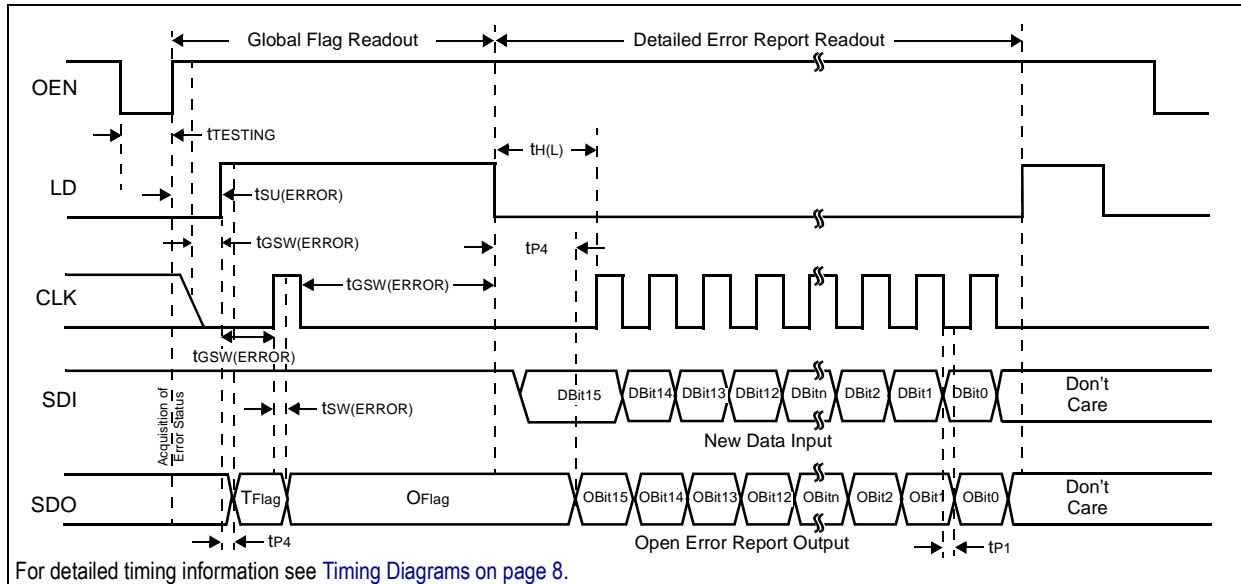 Global Flag Readout
Detailed Error Report Readout
OEN
tTESTING
tH(L)
LD
tSU(ERROR)
tGSW(ERROR)
tP4
CLK
tGSW(ERROR)
tGSW(ERROR)
SDI
DBit15 DBit14 DBit13 DBit12 DBitn DBit2 DBit1 DBit0
Don't
Care
tSW(ERROR)
Acquisition of
Error Status
New Data Input
SDO
TFlag
OFlag
OBit15 OBit14 OBit13 OBit12 OBitn OBit2 OBit1 OBit0
Don't
Care
tP4
Open Error Report Output
tP1
For detailed timing information see Timing Diagrams on page 8.